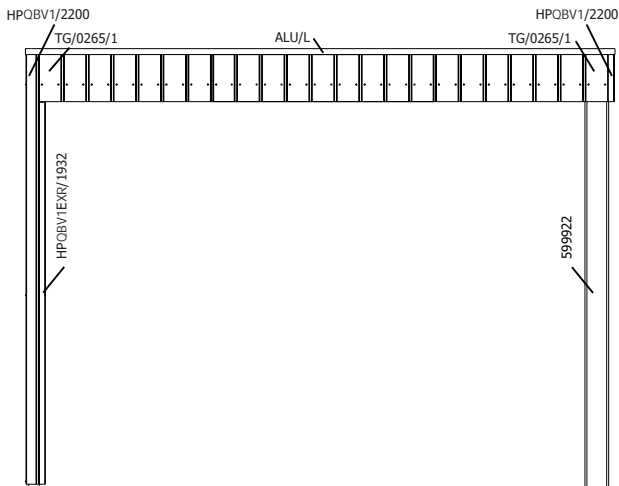 HPQBV1/2200
HPQBV1/2200
TG/0265/1
ALU/L
TG/0265/1
HPQBV1EXR/1932
599922